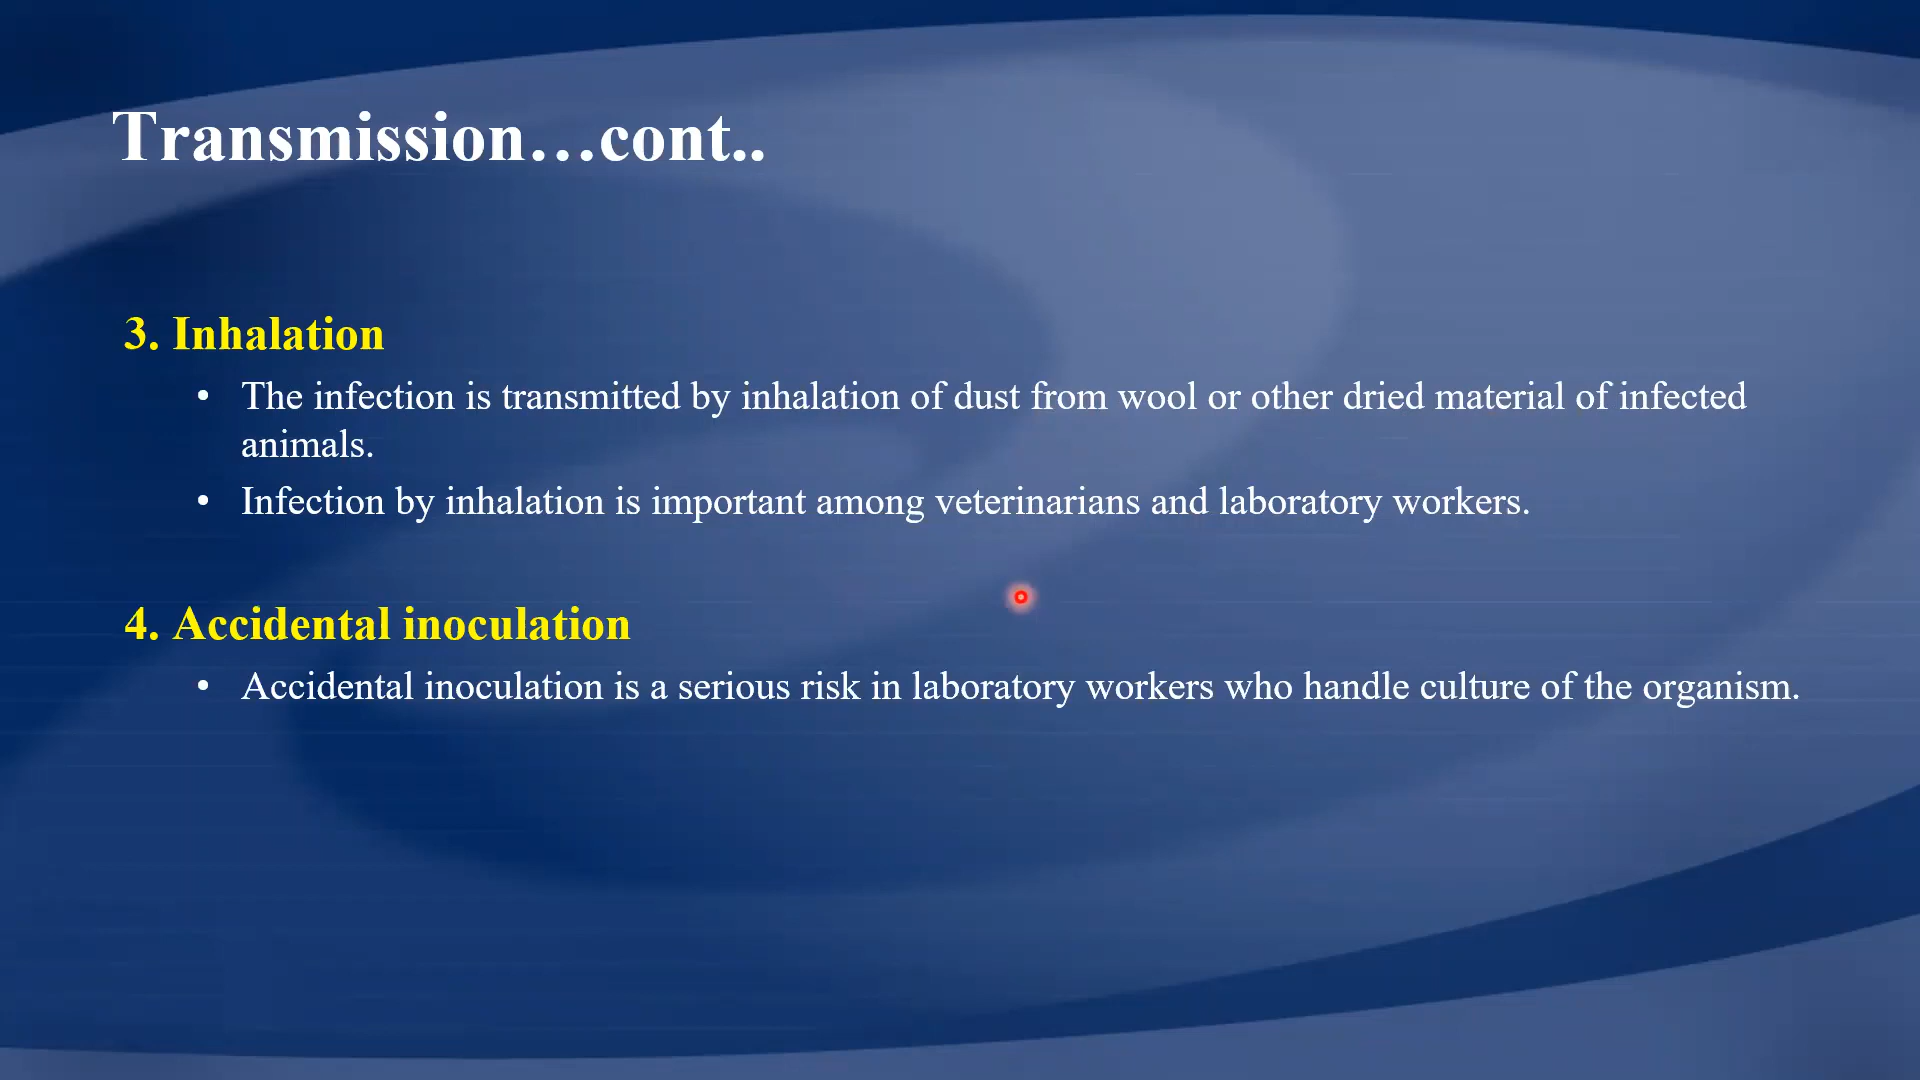 Transmission…cont..
3. Inhalation
• The infection is transmitted by inhalation of dust from wool or other dried material of infected
animals.
• Infection by inhalation is important among veterinarians and laboratory workers.
4. Accidental inoculation
• Accidental inoculation is a serious risk in laboratory workers who handle culture of the organism.